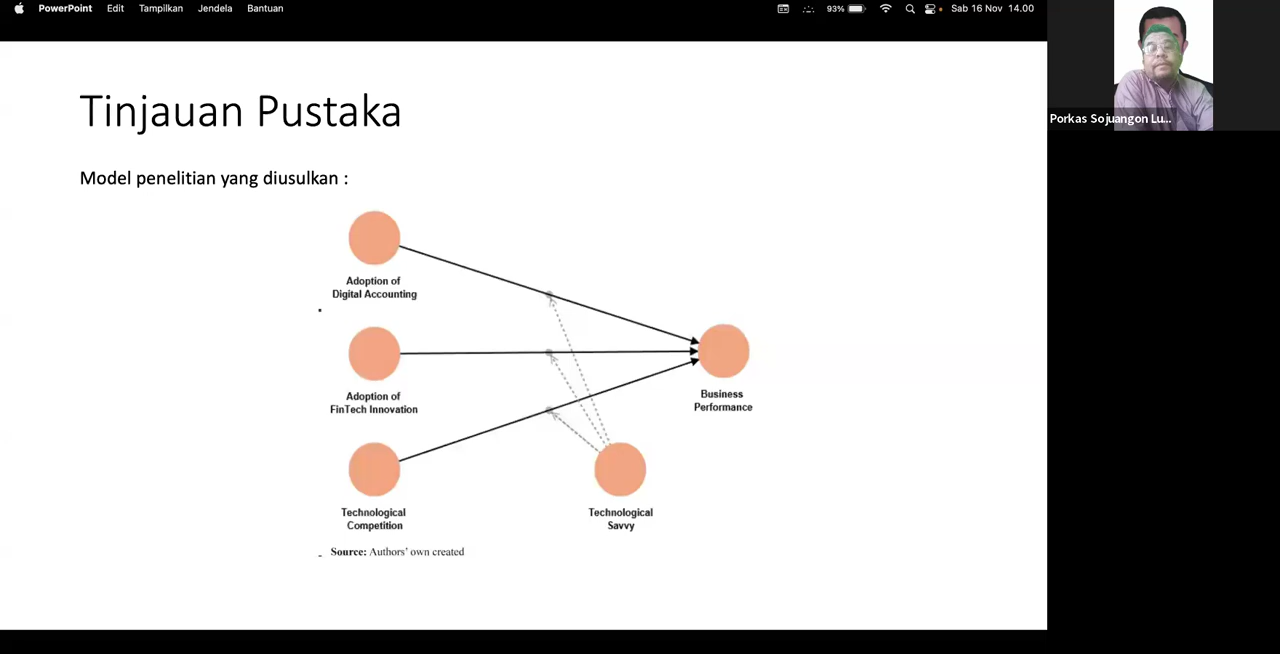 PowerPoint Edit Tampilkan Jendela Bantuan 93% Sab 16 Nov 14.00
Porkas Sojuangon Lu...
Tinjauan Pustaka
Model penelitian yang diusulkan :
Adoption of
Digital Accounting
Adoption of
FinTech Innovation
Business
Performance
Technological
Competition
Technological
Savvy
Source: Authors' own created